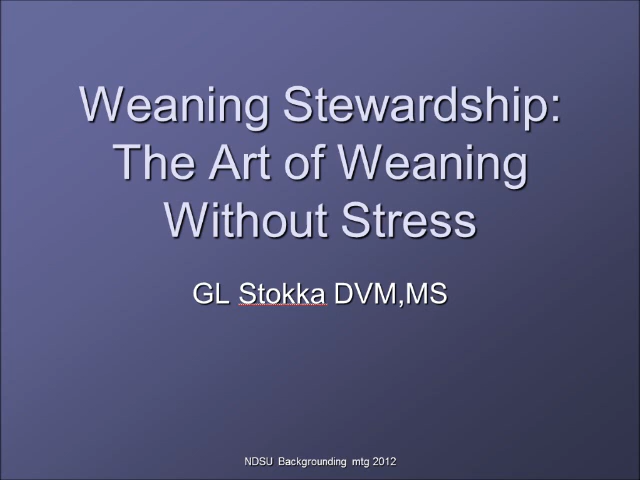 Weaning Stewardship:
The Art of Weaning
Without Stress
GL Stokka DVM,MS
NDSU Backgrounding mtg 2012